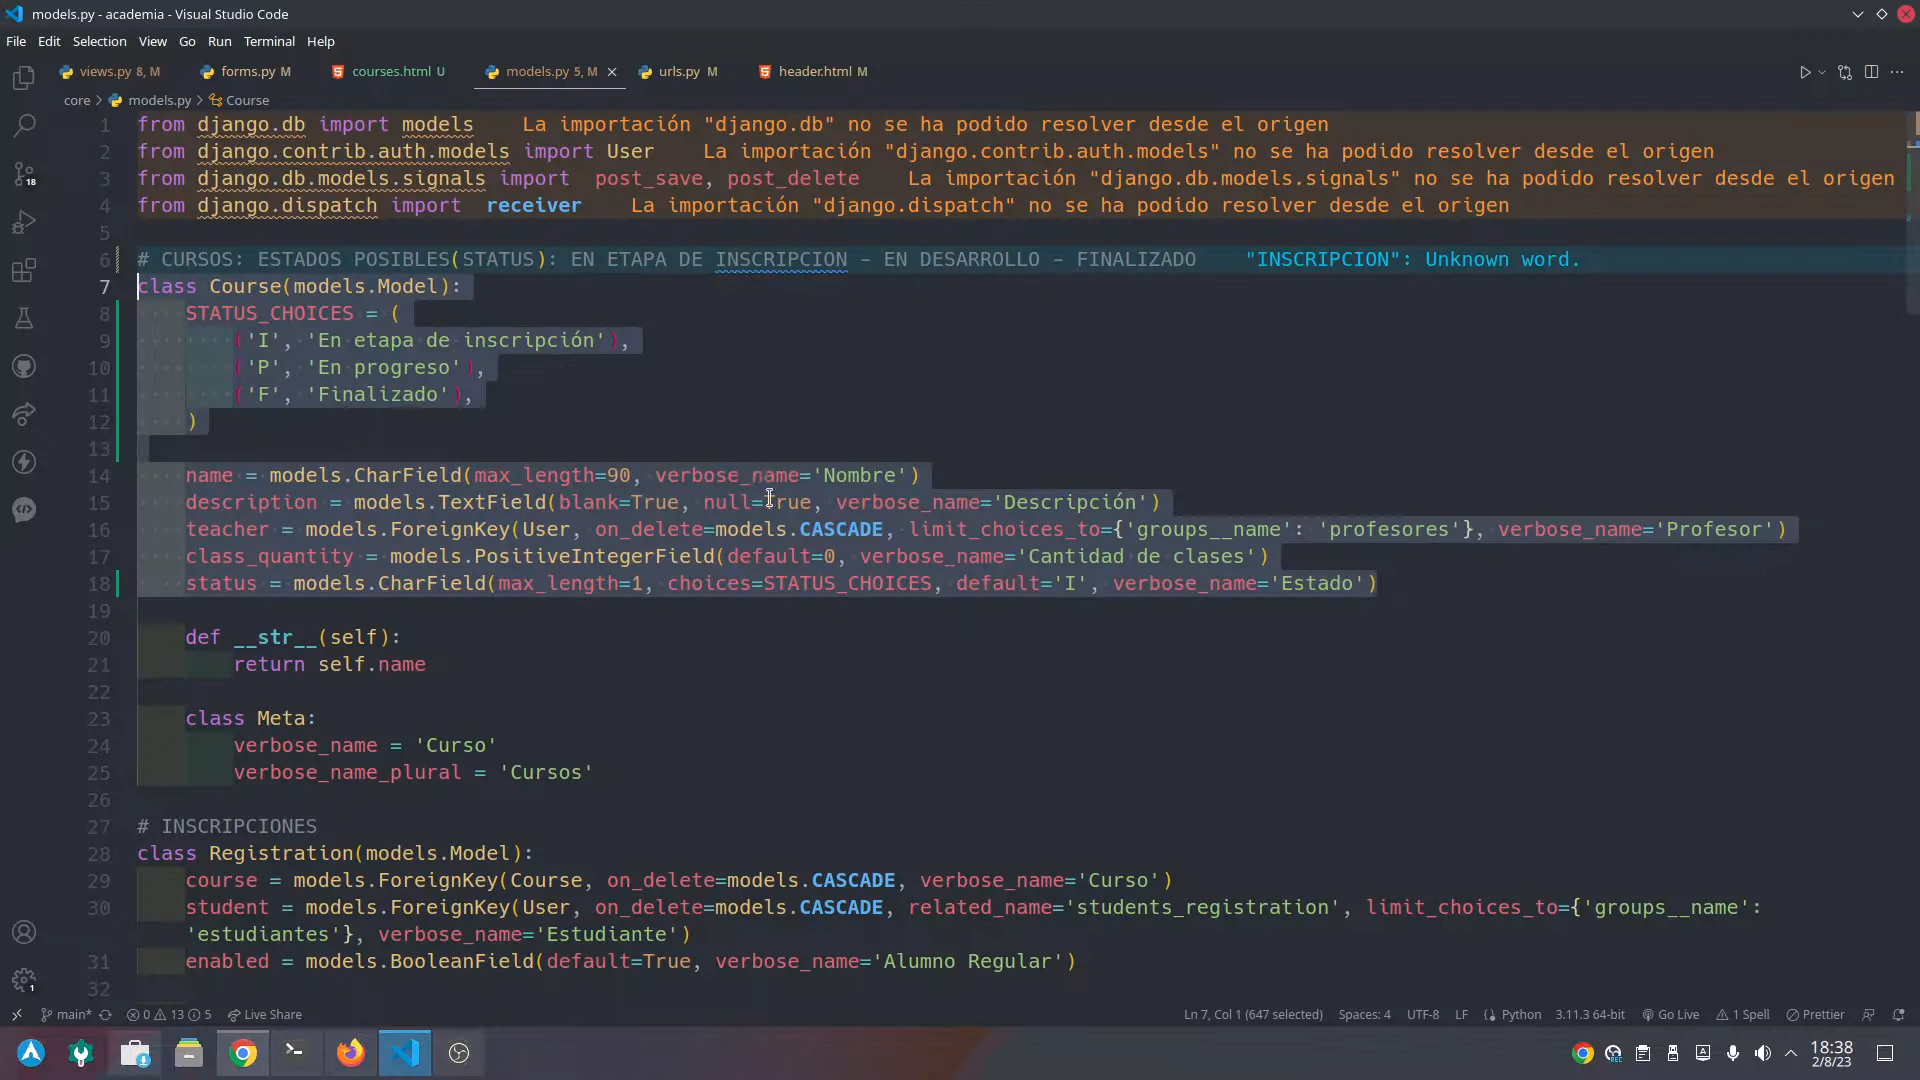 models.py - academia - Visual Studio Code
File Edit Selection View Go Run Terminal Help
views.py 8, M forms.py M courses.html U models.py 5, M urls.py M header.html M
core > models.py > Course
1 from django.db import models La importación "django.db" no se ha podido resolver desde el origen
2 from django.contrib.auth.models import User La importación "django.contrib.auth.models" no se ha podido resolver desde el origen
3 from django.db.models.signals import post_save, post_delete La importación "django.db.models.signals" no se ha podido resolver desde el origen
4 from django.dispatch import receiver La importación "django.dispatch" no se ha podido resolver desde el origen
5
6 # CURSOS: ESTADOS POSIBLES(STATUS): EN ETAPA DE INSCRIPCION - EN DESARROLLO - FINALIZADO "INSCRIPCION": Unknown word.
7 class Course(models.Model):
8 STATUS_CHOICES = (
9 ('I', 'En etapa de inscripción'),
10 ('P', 'En progreso'),
11 ('F', 'Finalizado'),
12 )
13
14 name = models.CharField(max_length=90, verbose_name='Nombre')
15 description = models.TextField(blank=True, null=True, verbose_name='Descripción')
16 teacher = models.ForeignKey(User, on_delete=models.CASCADE, limit_choices_to={'groups__name': 'profesores'}, verbose_name='Profesor')
17 class_quantity = models.PositiveIntegerField(default=0, verbose_name='Cantidad de clases')
18 status = models.CharField(max_length=1, choices=STATUS_CHOICES, default='I', verbose_name='Estado')
19
20 def __str__(self):
21 return self.name
22
23 class Meta:
24 verbose_name = 'Curso'
25 verbose_name_plural = 'Cursos'
26
27 # INSCRIPCIONES
28 class Registration(models.Model):
29 course = models.ForeignKey(Course, on_delete=models.CASCADE, verbose_name='Curso')
30 student = models.ForeignKey(User, on_delete=models.CASCADE, related_name='students_registration', limit_choices_to={'groups__name':
'estudiantes'}, verbose_name='Estudiante')
31 enabled = models.BooleanField(default=True, verbose_name='Alumno Regular')
32
18
1
main* 0 13 5 Live Share Ln 7, Col 1 (647 selected) Spaces: 4 UTF-8 LF Python 3.11.3 64-bit Go Live 1 Spell Prettier
18:38
2/8/23